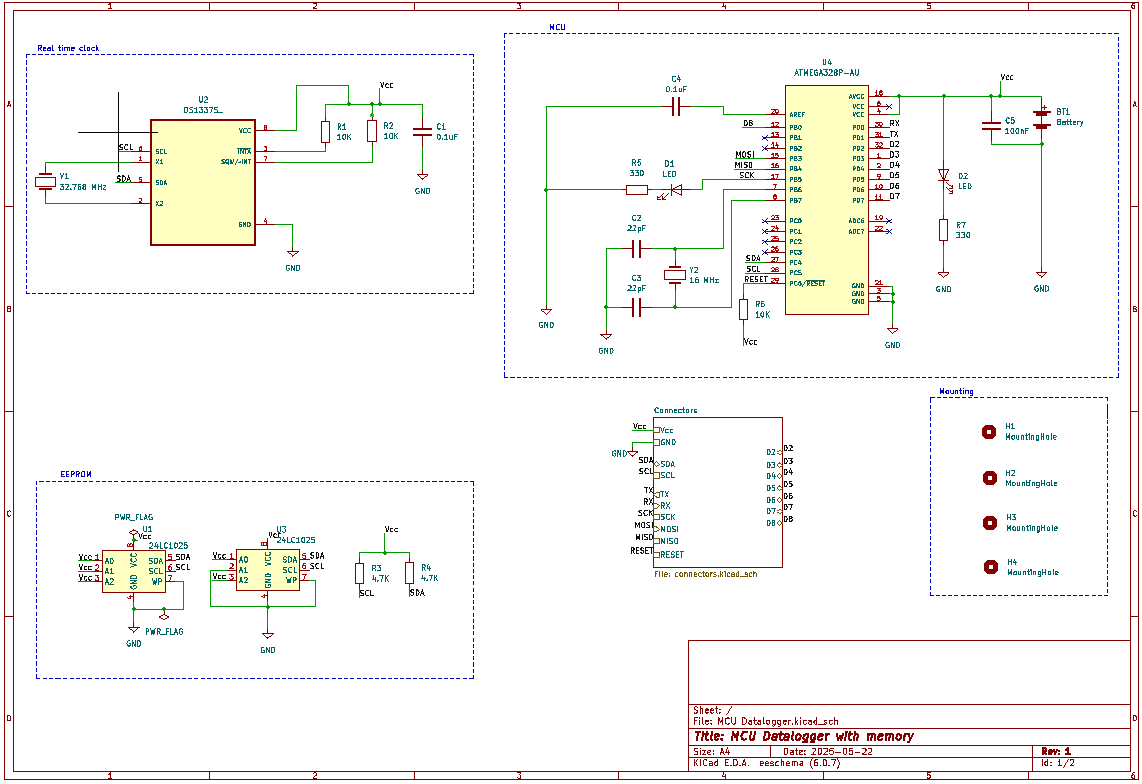 1 2 3 4 5 6
A
B
C
D
Real time clock
U2
DS1337S_
VCC 8
SCL 6 SCL
1 X1
SDA 5 SDA
2 X2
INTA 3
SQW/~INT 7
GND 4
GND
Y1
32.768 MHz
R1
10K
R2
10K
Vcc
C1
0.1uF
GND
MCU
U4
ATMEGA328P-AU
C4
0.1uF
20 AREF
D8 12 PB0
13 PB1
14 PB2
MOSI 15 PB3
MISO 16 PB4
SCK 17 PB5
7 PB6
8 PB7
23 PC0
24 PC1
25 PC2
26 PC3
SDA 27 PC4
SCL 28 PC5
RESET 29 PC6/RESET
AVCC 18
VCC 6
VCC 4
PD0 30 RX
PD1 31 TX
PD2 32 D2
PD3 1 D3
PD4 2 D4
PD5 9 D5
PD6 10 D6
PD7 11 D7
ADC6 19
ADC7 22
GND 21
GND 3
GND 5
GND
R5
330
D1
LED
C2
22pF
C3
22pF
Y2
16 MHz
GND
GND
R6
10K
Vcc
Vcc
C5
100nF
BT1
Battery
D2
LED
R7
330
GND
GND
Connectors
Vcc Vcc
GND GND
SDA SDA
SCL SCL
TX TX
RX RX
SCK SCK
MOSI MOSI
MISO MISO
RESET RESET
D2 D2
D3 D3
D4 D4
D5 D5
D6 D6
D7 D7
D8 D8
File: connectors.kicad_sch
Mounting
H1
MountingHole
H2
MountingHole
H3
MountingHole
H4
MountingHole
EEPROM
PWR_FLAG
U1
Vcc
24LC1025
Vcc 1 A0
Vcc 2 A1
Vcc 3 A2
8 VCC
GND 4
SDA 5 SDA
SCL 6 SCL
WP 7
PWR_FLAG
GND
U3
Vcc
24LC1025
Vcc 1 A0
2 A1
Vcc 3 A2
8 VCC
GND 4
SDA 5 SDA
SCL 6 SCL
WP 7
GND
Vcc
R3
4.7K
SCL
R4
4.7K
SDA
Sheet: /
File: MCU Datalogger.kicad_sch
Title: MCU Datalogger with memory
Size: A4 Date: 2025-05-22 Rev: 1
KiCad E.D.A. eeschema (6.0.7) Id: 1/2